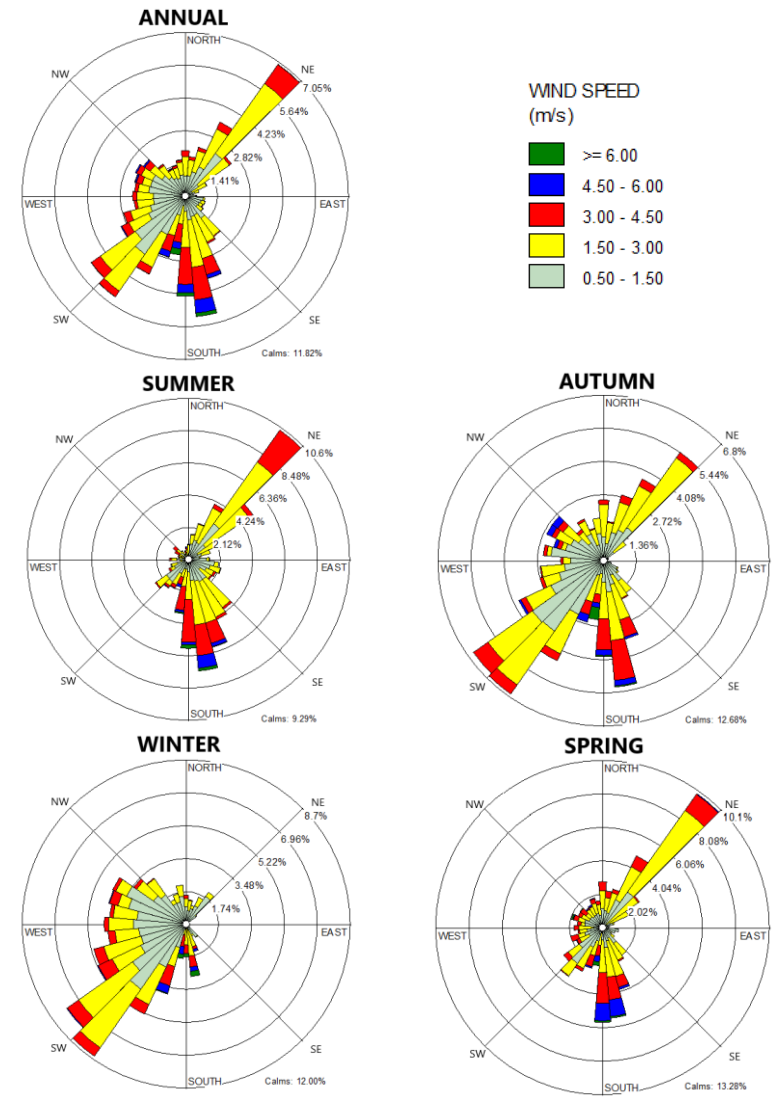 ANNUAL
NORTH
NW
NE
7.05%
5.64%
4.23%
2.82%
1.41%
WEST
EAST
SW
SE
SOUTH
Calms: 11.82%
WIND SPEED
(m/s)
>= 6.00
4.50 - 6.00
3.00 - 4.50
1.50 - 3.00
0.50 - 1.50
SUMMER
NORTH
NW
NE
10.6%
8.48%
6.36%
4.24%
2.12%
WEST
EAST
SW
SE
SOUTH
Calms: 9.29%
AUTUMN
NORTH
NW
NE
6.8%
5.44%
4.08%
2.72%
1.36%
WEST
EAST
SW
SE
SOUTH
Calms: 12.68%
WINTER
NORTH
NW
NE
8.7%
6.96%
5.22%
3.48%
1.74%
WEST
EAST
SW
SE
SOUTH
Calms: 12.00%
SPRING
NORTH
NW
NE
10.1%
8.08%
6.06%
4.04%
2.02%
WEST
EAST
SW
SE
SOUTH
Calms: 13.28%